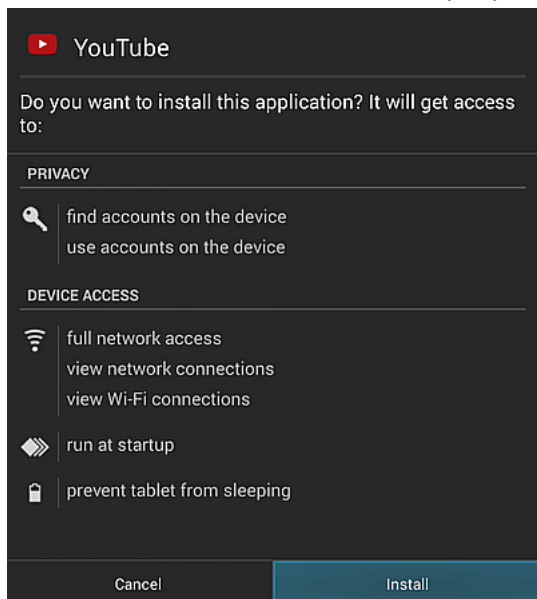 YouTube
Do you want to install this application? It will get access
to:
PRIVACY
find accounts on the device
use accounts on the device
DEVICE ACCESS
full network access
view network connections
view Wi-Fi connections
run at startup
prevent tablet from sleeping
Cancel
Install